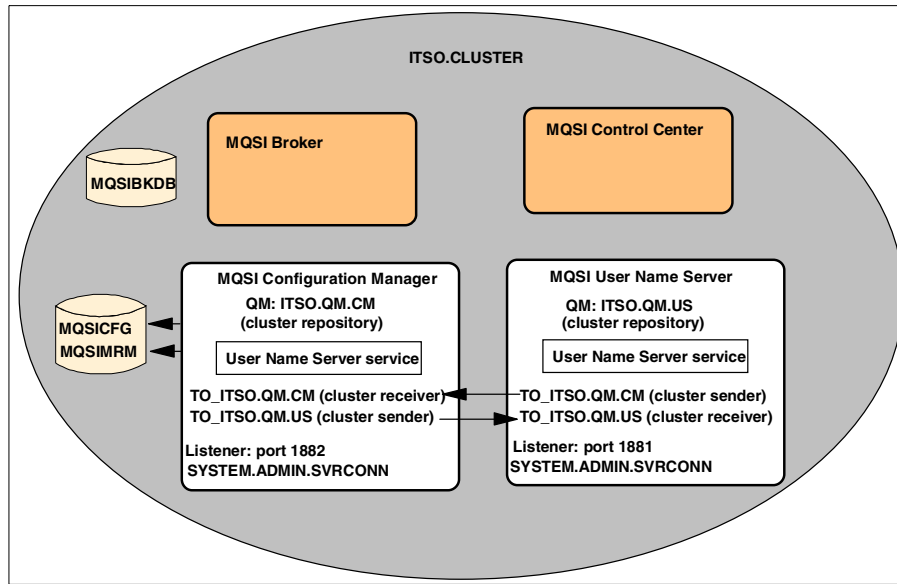 ITSO.CLUSTER
MQSI Broker
MQSI Control Center
MQSIBKDB
MQSI Configuration Manager
QM: ITSO.QM.CM
(cluster repository)
User Name Server service
TO_ITSO.QM.CM (cluster receiver)
TO_ITSO.QM.US (cluster sender)
Listener: port 1882
SYSTEM.ADMIN.SVRCONN
MQSI User Name Server
QM: ITSO.QM.US
(cluster repository)
User Name Server service
TO_ITSO.QM.CM (cluster sender)
TO_ITSO.QM.US (cluster receiver)
Listener: port 1881
SYSTEM.ADMIN.SVRCONN
MQSICFG
MQSIMRM